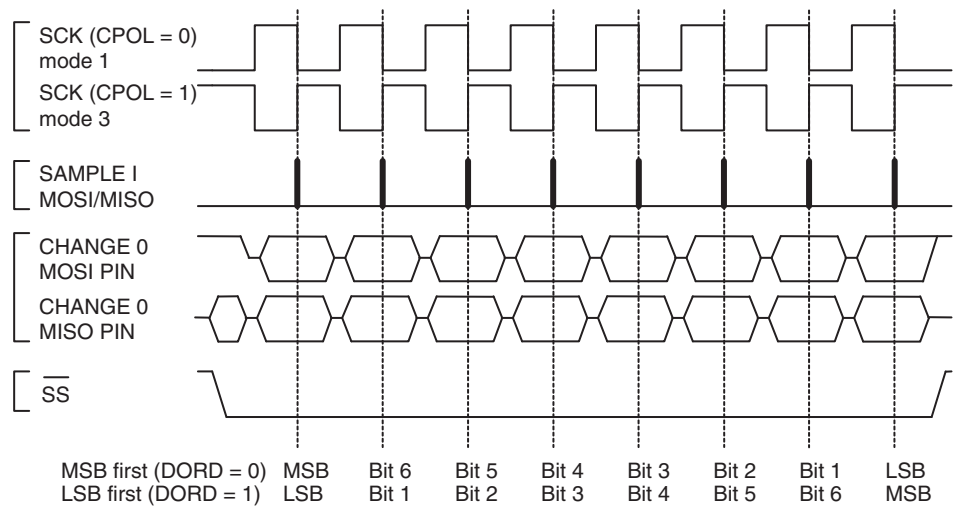 SCK (CPOL = 0)
mode 1
SCK (CPOL = 1)
mode 3
SAMPLE I
MOSI/MISO
CHANGE 0
MOSI PIN
CHANGE 0
MISO PIN
SS
MSB first (DORD = 0) MSB Bit 6 Bit 5 Bit 4 Bit 3 Bit 2 Bit 1 LSB
LSB first (DORD = 1) LSB Bit 1 Bit 2 Bit 3 Bit 4 Bit 5 Bit 6 MSB